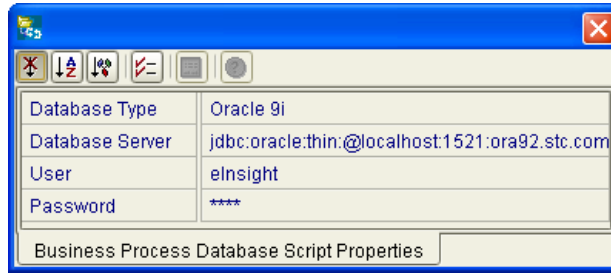 Database Type Oracle 9i
Database Server jdbc:oracle:thin:@localhost:1521:ora92.stc.com
User eInsight
Password ****
Business Process Database Script Properties